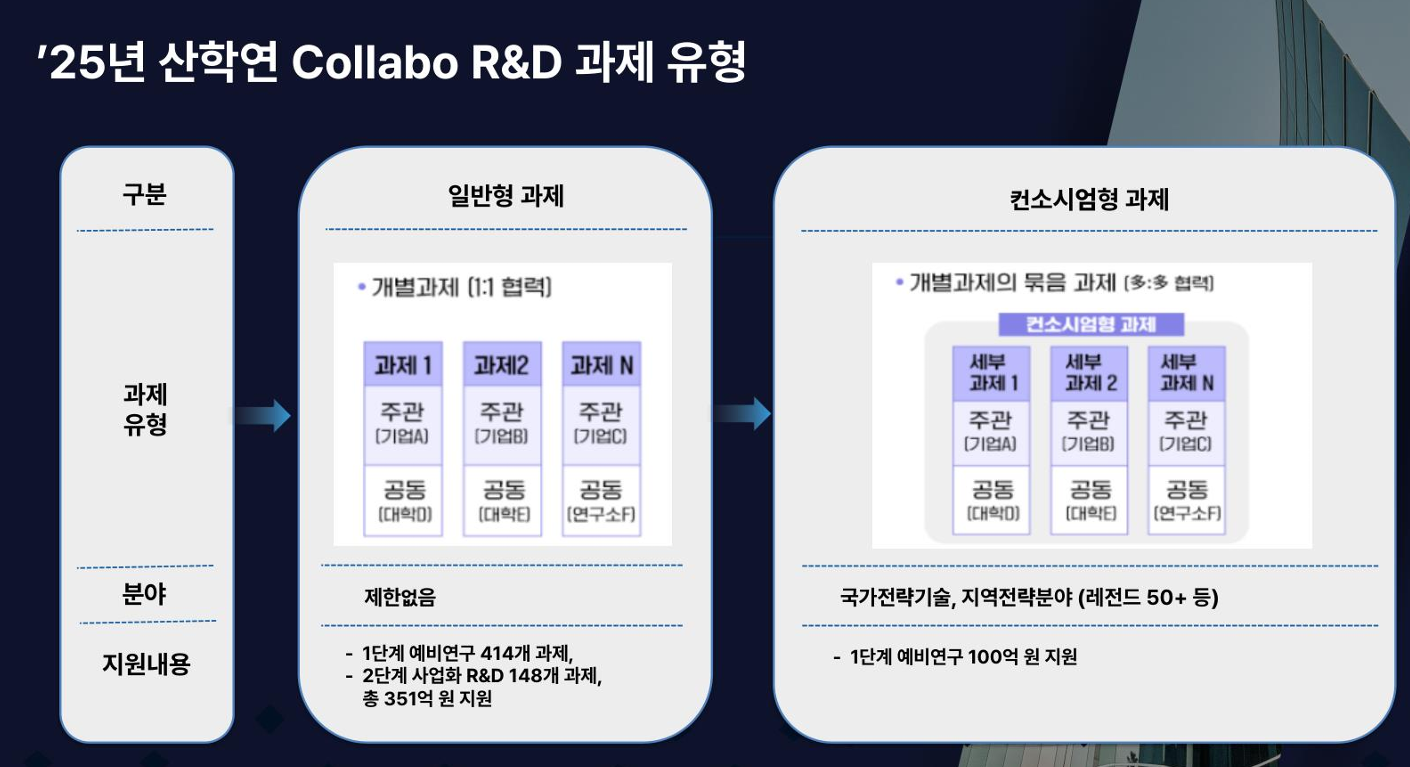 ’25년 산학연 Collabo R&D 과제 유형
구분
과제
유형
분야
지원내용
일반형 과제
• 개별과제 (1:1 협력)
과제 1 과제2 과제 N
주관 주관 주관
(기업A) (기업B) (기업C)
공동 공동 공동
(대학D) (대학E) (연구소F)
제한없음
- 1단계 예비연구 414개 과제,
- 2단계 사업화 R&D 148개 과제,
총 351억 원 지원
컨소시엄형 과제
• 개별과제의 묶음 과제 (多:多 협력)
컨소시엄형 과제
세부 세부 세부
과제 1 과제 2 과제 N
주관 주관 주관
(기업A) (기업B) (기업C)
공동 공동 공동
(대학D) (대학E) (연구소F)
국가전략기술, 지역전략분야 (레전드 50+ 등)
- 1단계 예비연구 100억 원 지원